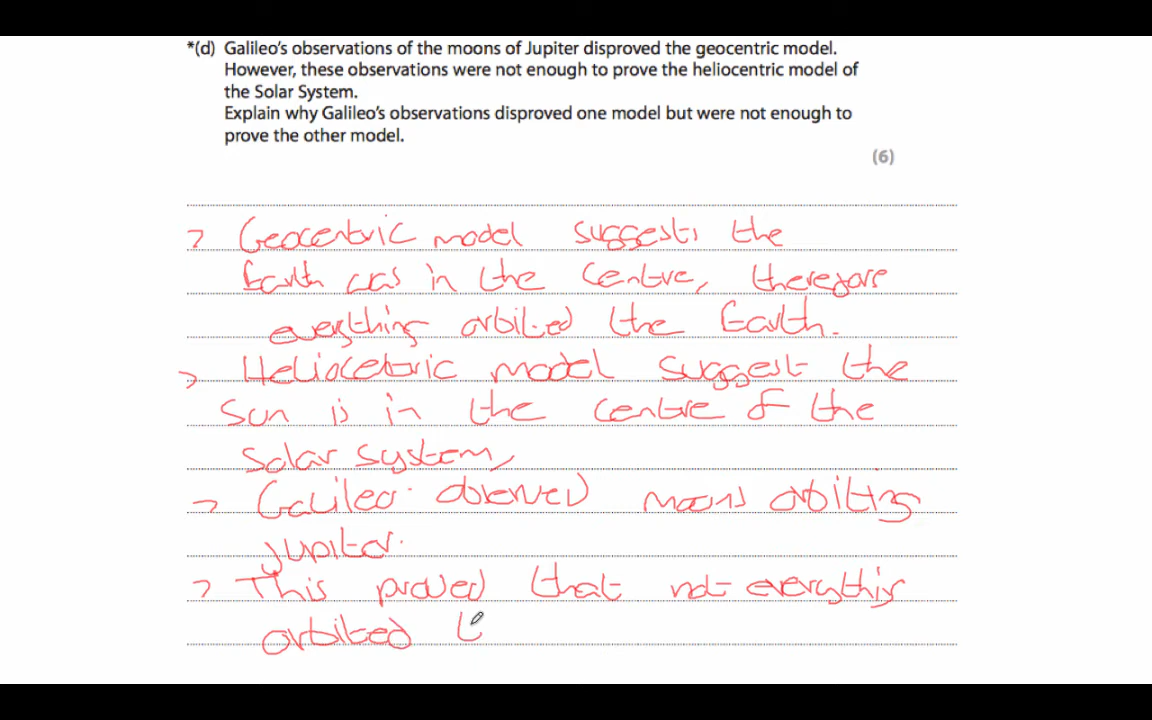 *(d) Galileo's observations of the moons of Jupiter disproved the geocentric model.
However, these observations were not enough to prove the heliocentric model of
the Solar System.
Explain why Galileo's observations disproved one model but were not enough to
prove the other model.
(6)
Geocentric model suggests the
Earth was in the centre, therefore
everything orbited the Earth.
Heliocetric model suggest the
Sun is in the centre of the
solar system,
Galileo observed moons orbiting
Jupiter.
This proved that not everything
orbited t